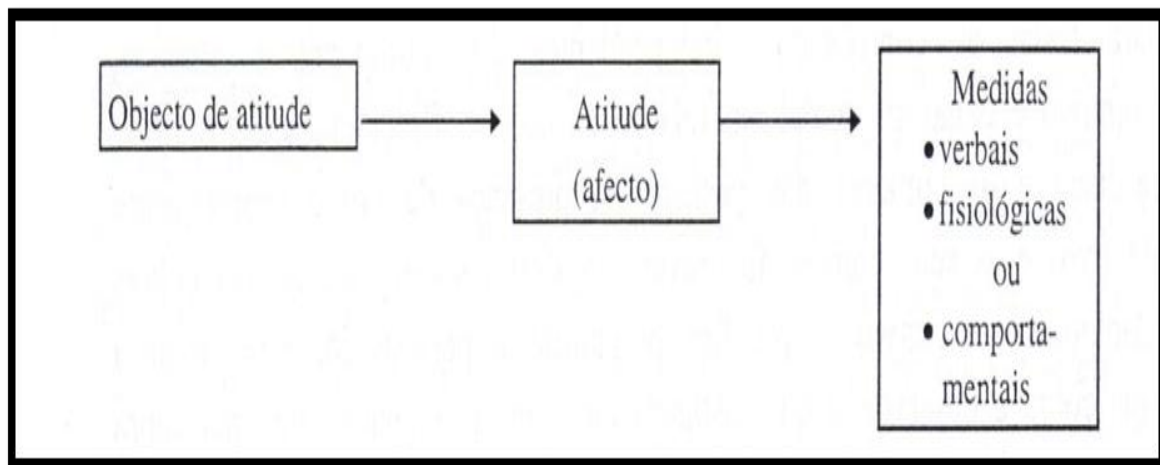 Objecto de atitude
Atitude
(afecto)
Medidas
• verbais
• fisiológicas
ou
• comporta-
mentais